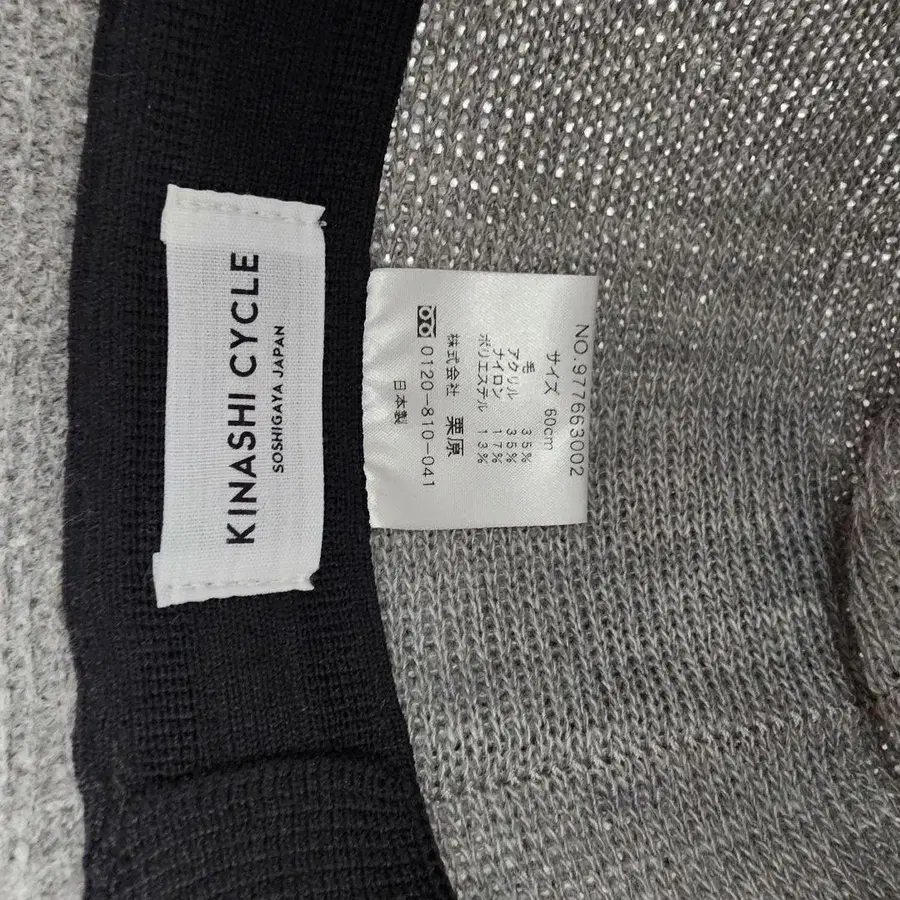 KINASHI CYCLE
SOSHIGAYA JAPAN
NO.977663002
サイズ 60cm
毛 35%
アクリル 35%
ナイロン 17%
ポリエステル 13%
株式会社 栗原
0120-810-041
日本製